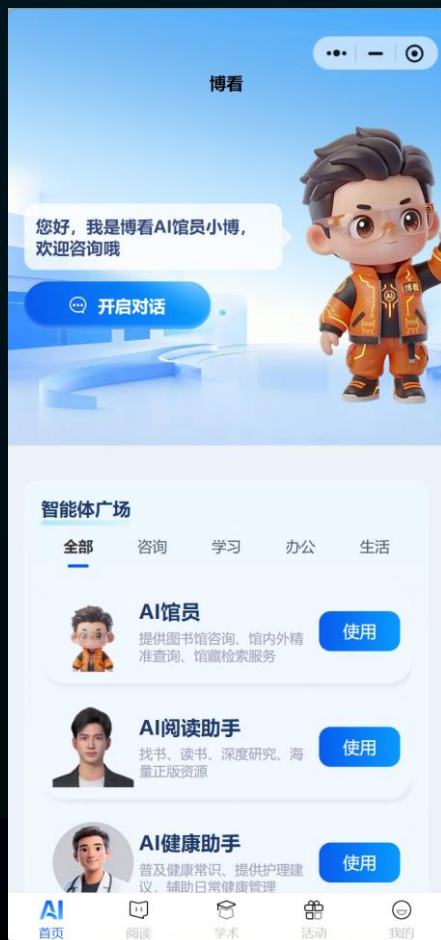 博看
您好，我是博看AI馆员小博，
欢迎咨询哦
开启对话
博看
AI
智能体广场
全部 咨询 学习 办公 生活
AI馆员
提供图书馆咨询、馆内外精
准查询、馆藏检索服务
使用
AI阅读助手
找书、读书、深度研究、海
量正版资源
使用
AI健康助手
普及健康常识、提供护理建
议、辅助日常健康管理
使用
AI
首页 阅读 学术 活动 我的